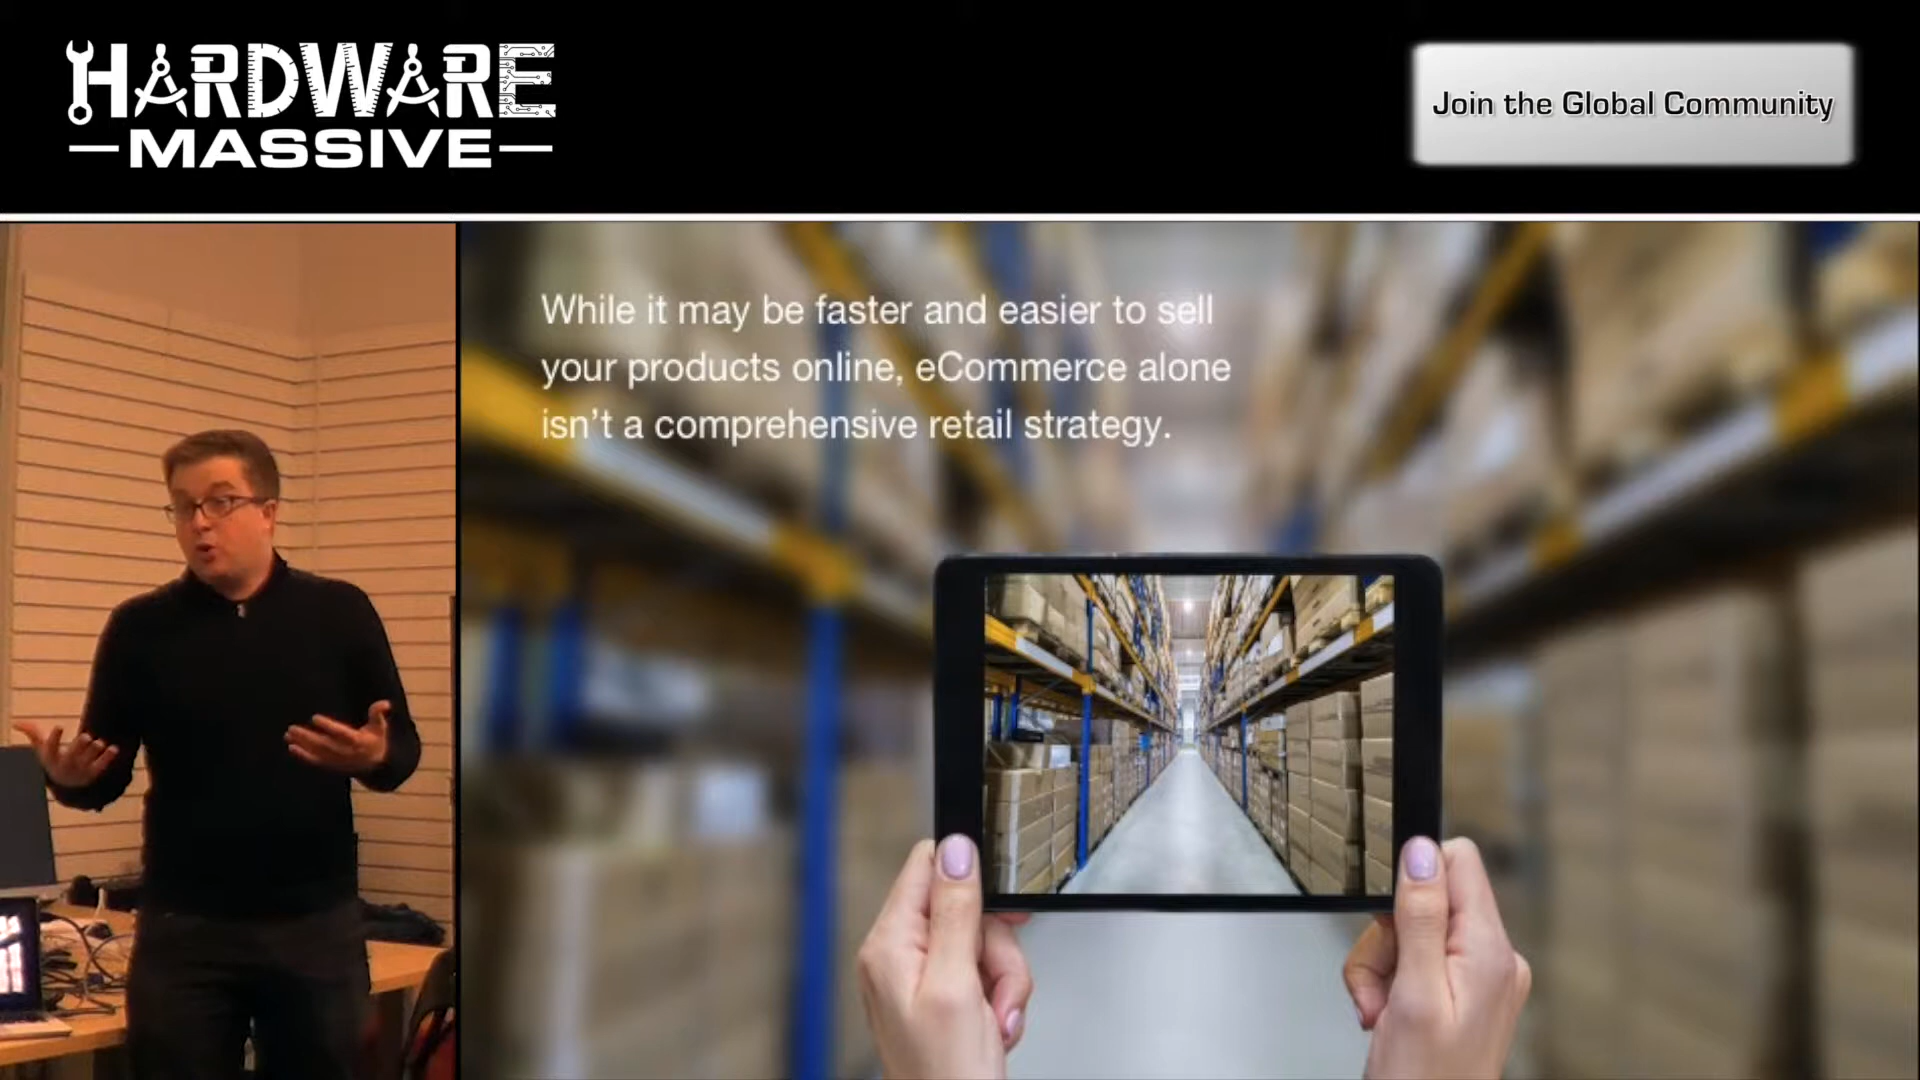 HARDWARE
MASSIVE
Join the Global Community
While it may be faster and easier to sell
your products online, eCommerce alone
isn't a comprehensive retail strategy.